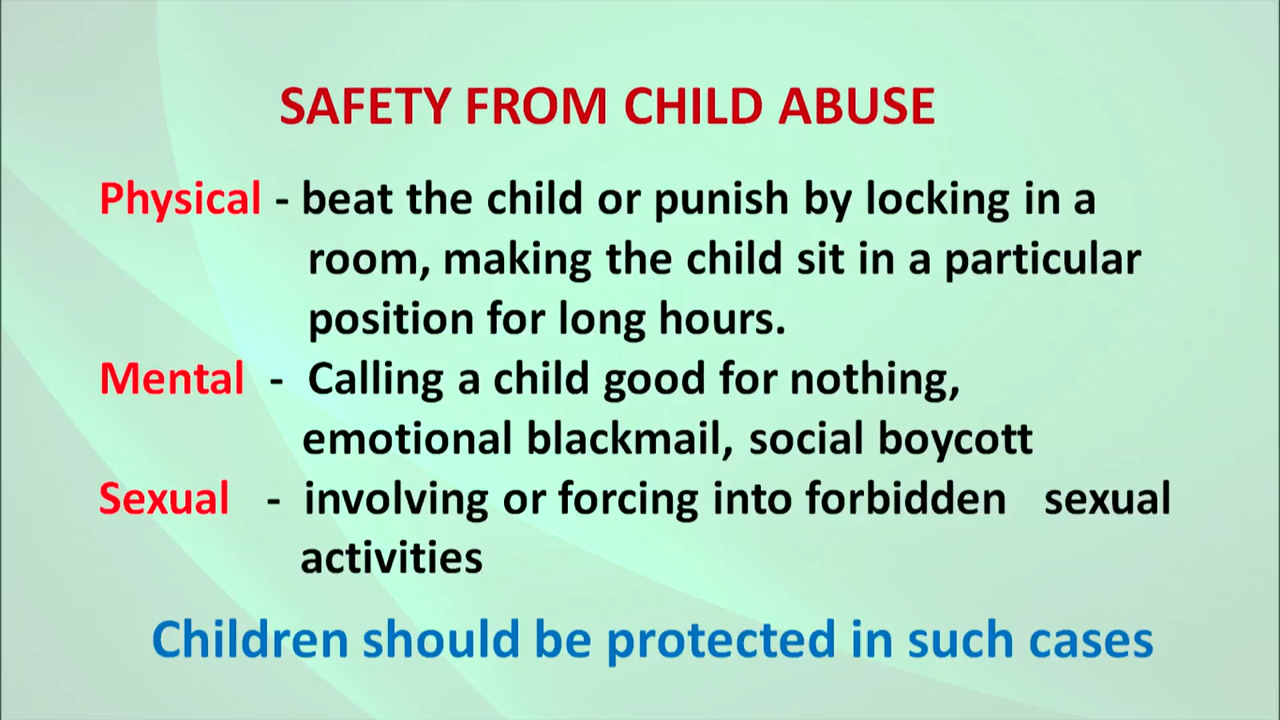 SAFETY FROM CHILD ABUSE
Physical - beat the child or punish by locking in a
room, making the child sit in a particular
position for long hours.
Mental - Calling a child good for nothing,
emotional blackmail, social boycott
Sexual - involving or forcing into forbidden sexual
activities
Children should be protected in such cases